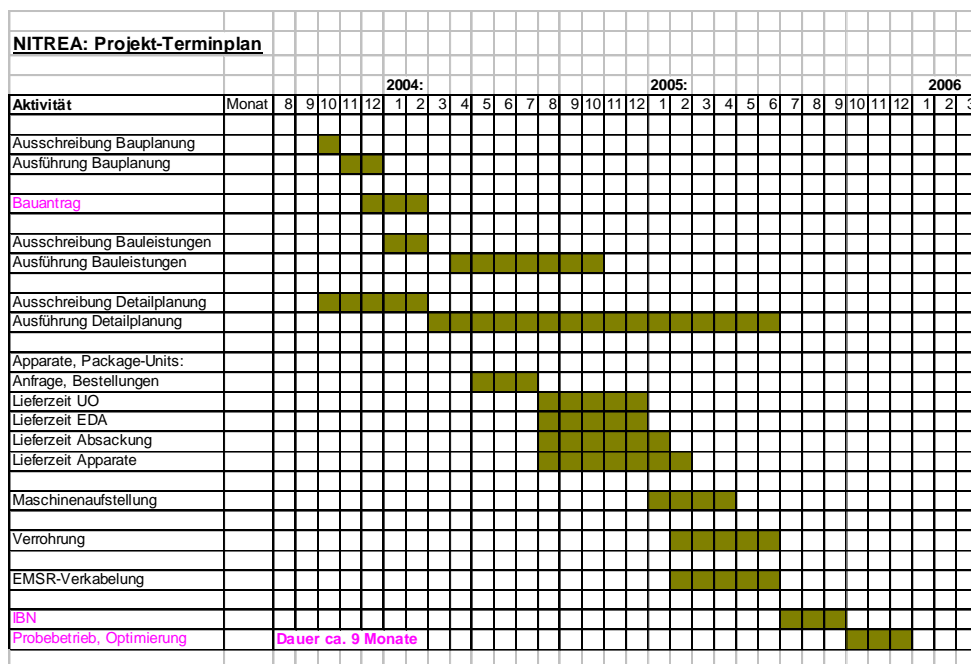 NITREA: Projekt-Terminplan
2004: 2005: 2006
Aktivität Monat 8 9 10 11 12 1 2 3 4 5 6 7 8 9 10 11 12 1 2 3 4 5 6 7 8 9 10 11 12 1 2 3
Ausschreibung Bauplanung
Ausführung Bauplanung
Bauantrag
Ausschreibung Bauleistungen
Ausführung Bauleistungen
Ausschreibung Detailplanung
Ausführung Detailplanung
Apparate, Package-Units:
Anfrage, Bestellungen
Lieferzeit UO
Lieferzeit EDA
Lieferzeit Absackung
Lieferzeit Apparate
Maschinenaufstellung
Verrohrung
EMSR-Verkabelung
IBN
Probebetrieb, Optimierung Dauer ca. 9 Monate